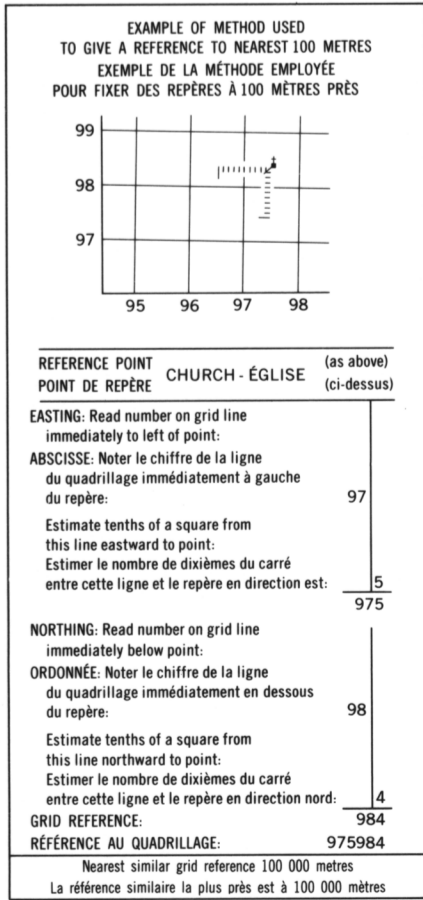 EXAMPLE OF METHOD USED
TO GIVE A REFERENCE TO NEAREST 100 METRES
EXEMPLE DE LA MÉTHODE EMPLOYÉE
POUR FIXER DES REPÈRES À 100 MÈTRES PRÈS
99
98
97
95 96 97 98
REFERENCE POINT
POINT DE REPÈRE
CHURCH - ÉGLISE
(as above)
(ci-dessus)
EASTING: Read number on grid line
immediately to left of point:
ABSCISSE: Noter le chiffre de la ligne
du quadrillage immédiatement à gauche
du repère: 97
Estimate tenths of a square from
this line eastward to point:
Estimer le nombre de dixièmes du carré
entre cette ligne et le repère en direction est: 5
975
NORTHING: Read number on grid line
immediately below point:
ORDONNÉE: Noter le chiffre de la ligne
du quadrillage immédiatement en dessous
du repère: 98
Estimate tenths of a square from
this line northward to point:
Estimer le nombre de dixièmes du carré
entre cette ligne et le repère en direction nord: 4
GRID REFERENCE: 984
RÉFÉRENCE AU QUADRILLAGE: 975984
Nearest similar grid reference 100 000 metres
La référence similaire la plus près est à 100 000 mètres